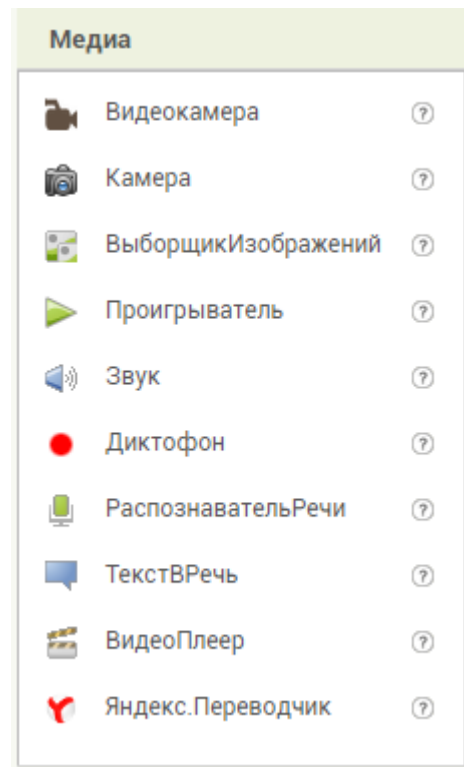 Медиа
Видеокамера
Камера
ВыборщикИзображений
Проигрыватель
Звук
Диктофон
РаспознавательРечи
ТекстВРечь
ВидеоПлеер
Яндекс.Переводчик